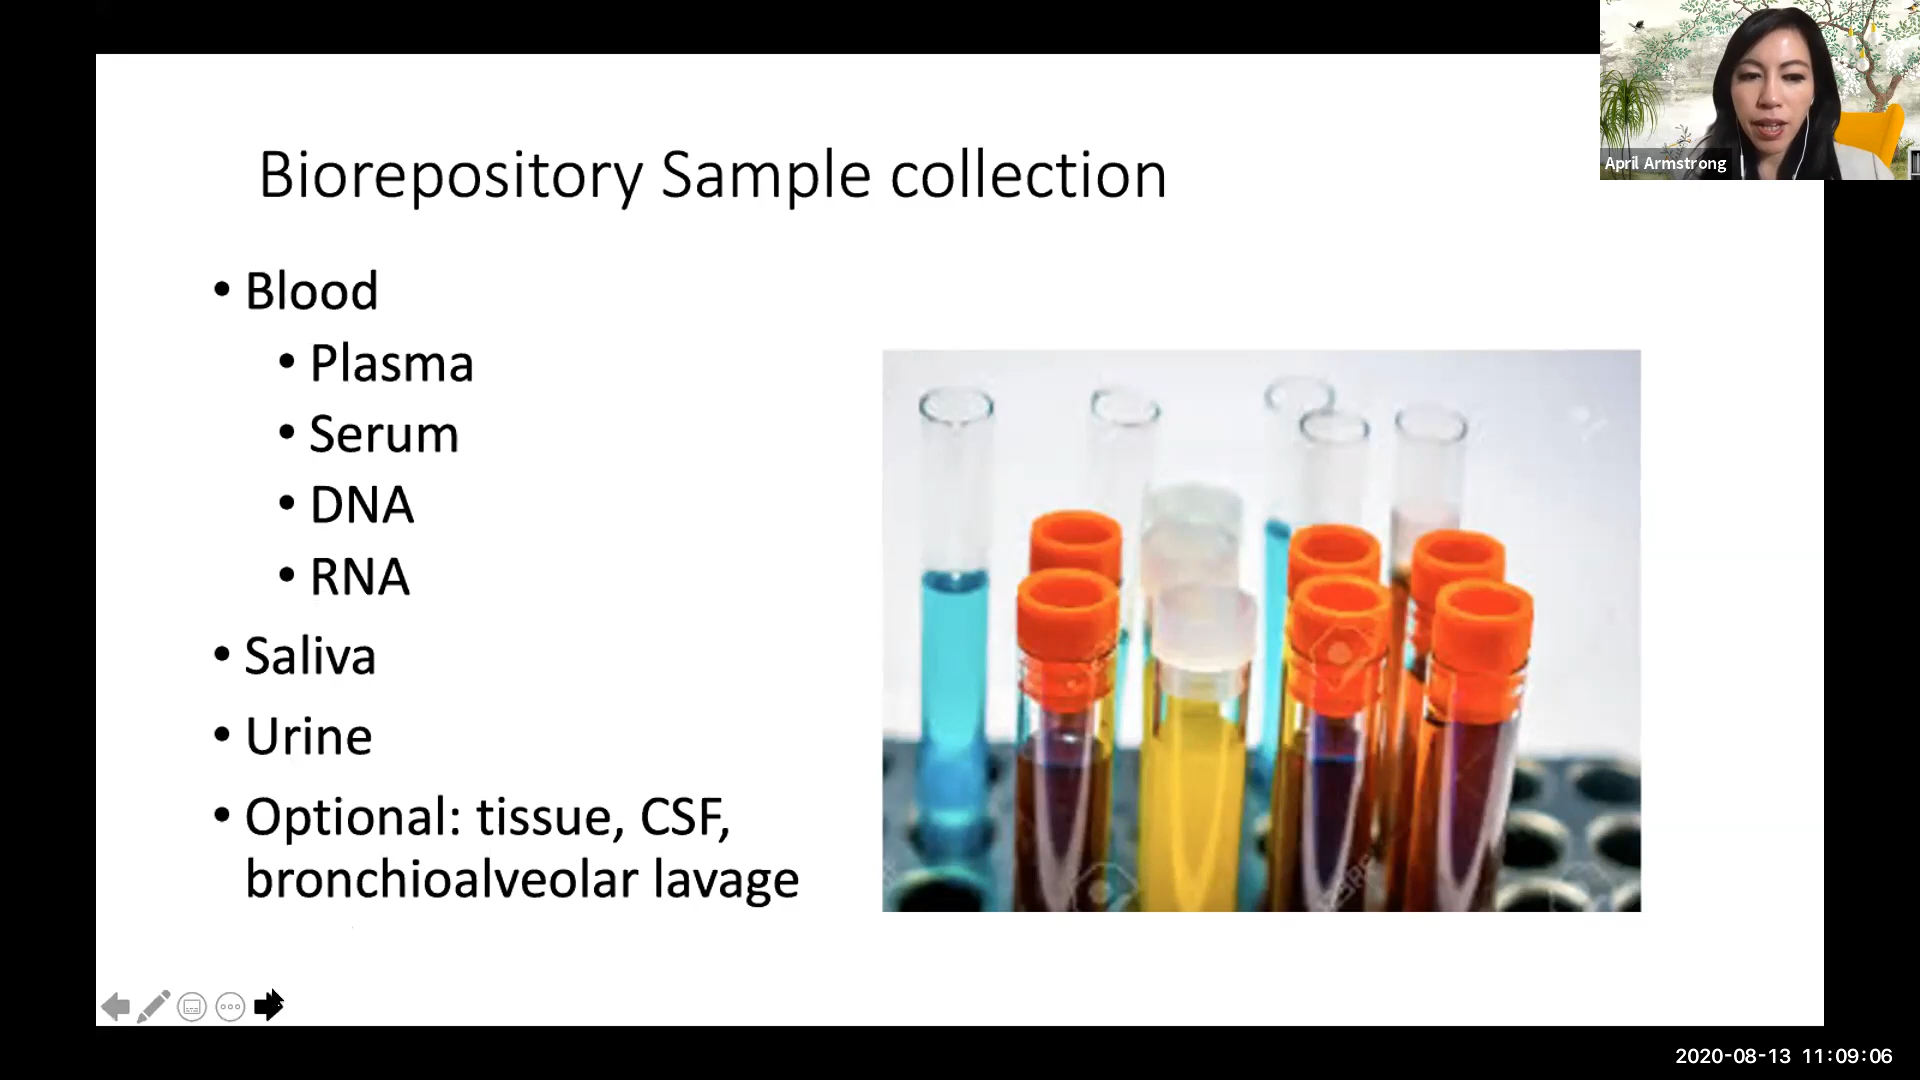 April Armstrong
Biorepository Sample collection
• Blood
• Plasma
• Serum
• DNA
• RNA
• Saliva
• Urine
• Optional: tissue, CSF,
bronchioalveolar lavage
2020-08-13 11:09:06